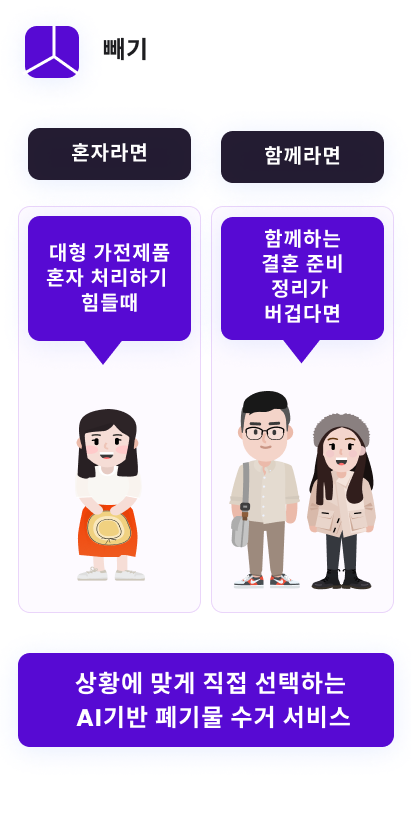 빼기
혼자라면
함께라면
대형 가전제품
혼자 처리하기
힘들때
함께하는
결혼 준비
정리가
버겁다면
상황에 맞게 직접 선택하는
AI기반 폐기물 수거 서비스